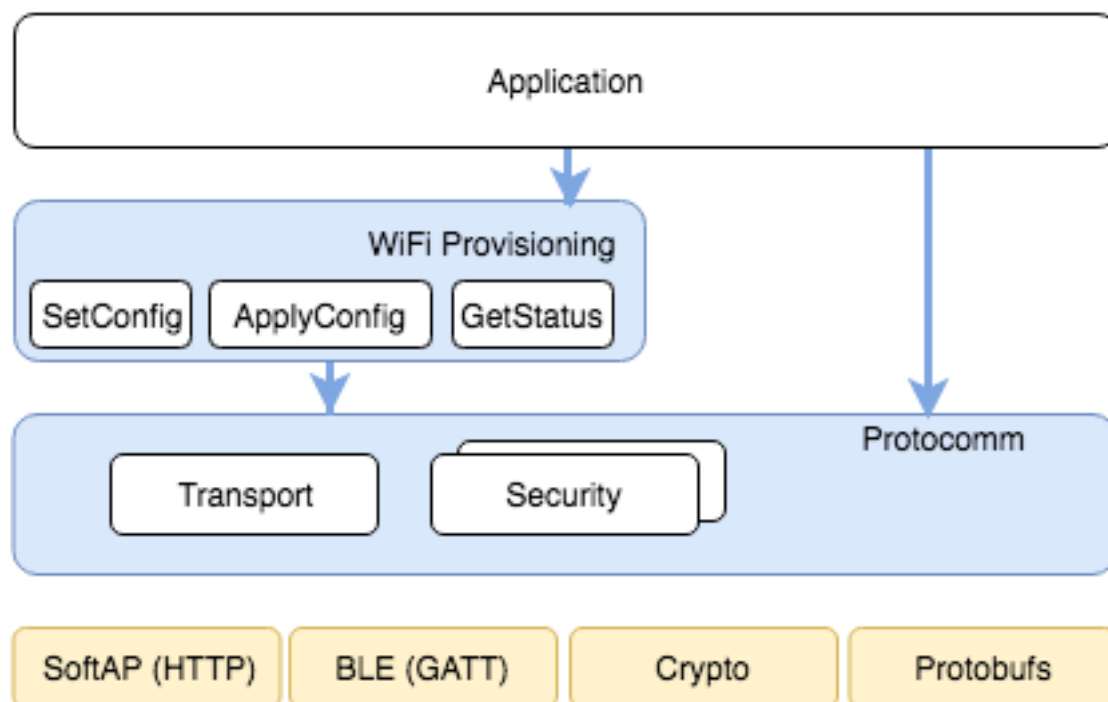 Application
WiFi Provisioning
SetConfig
ApplyConfig
GetStatus
Protocomm
Transport
Security
SoftAP (HTTP)
BLE (GATT)
Crypto
Protobufs